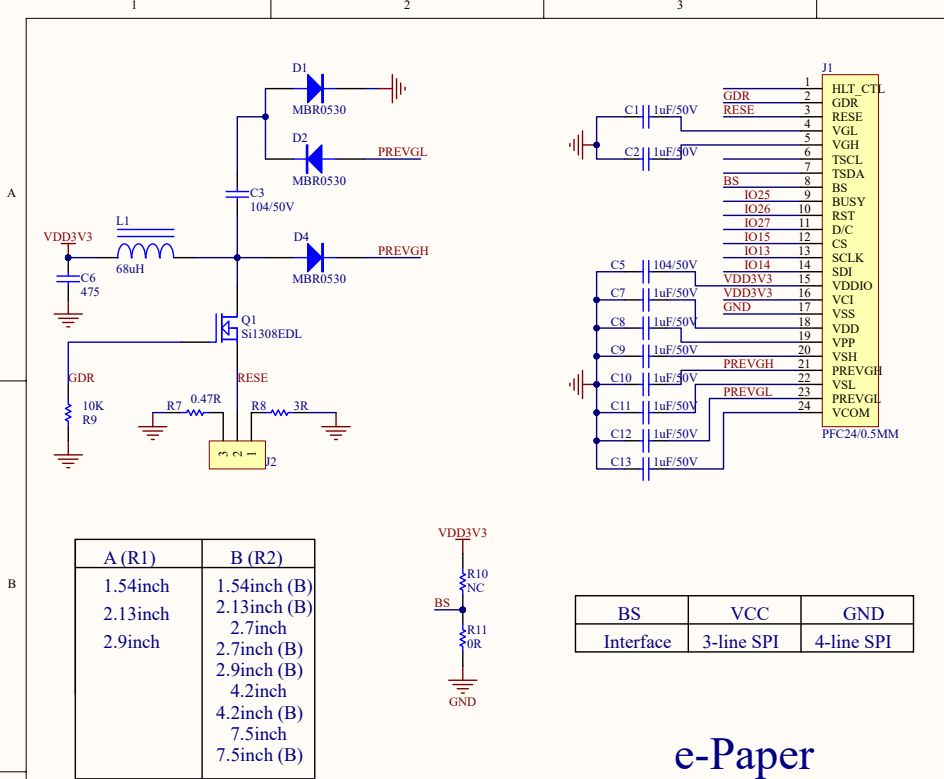 1
2
3
D1
MBR0530
D2
MBR0530
PREVGL
C3
104/50V
L1
68uH
VDD3V3
C6
475
D4
MBR0530
PREVGH
Q1
Si1308EDL
GDR
RESE
10K
R9
R7
0.47R
R8
3R
3
2
1
J2
A
B
J1
1
HLT_CTL
GDR
2
GDR
RESE
3
RESE
4
VGL
5
VGH
6
TSCL
7
TSDA
BS
8
BS
IO25
9
BUSY
IO26
10
RST
IO27
11
D/C
IO15
12
CS
IO13
13
SCLK
IO14
14
SDI
VDD3V3
15
VDDIO
VDD3V3
16
VCI
GND
17
VSS
18
VDD
19
VPP
20
VSH
PREVGH
21
PREVGH
22
VSL
PREVGL
23
PREVGL
24
VCOM
PFC24/0.5MM
C1
1uF/50V
C2
1uF/50V
C5
104/50V
C7
1uF/50V
C8
1uF/50V
C9
1uF/50V
C10
1uF/50V
C11
1uF/50V
C12
1uF/50V
C13
1uF/50V
A (R1)
1.54inch
2.13inch
2.9inch
B (R2)
1.54inch (B)
2.13inch (B)
2.7inch
2.7inch (B)
2.9inch (B)
4.2inch
4.2inch (B)
7.5inch
7.5inch (B)
VDD3V3
R10
NC
BS
R11
0R
GND
BS VCC GND
Interface 3-line SPI 4-line SPI
e-Paper